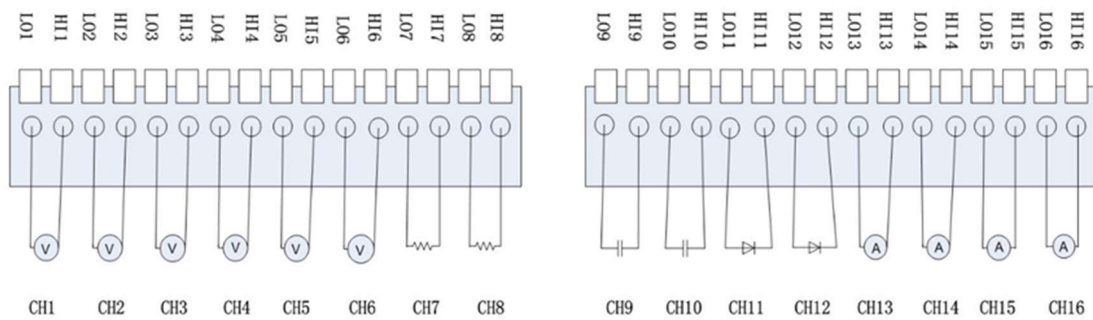 LO1 HI1 LO2 HI2 LO3 HI3 LO4 HI4 LO5 HI5 LO6 HI6 LO7 HI7 LO8 HI8
LO9 HI9 LO10 HI10 LO11 HI11 LO12 HI12 LO13 HI13 LO14 HI14 LO15 HI15 LO16 HI16
V V V V V V
A A A A
CH1 CH2 CH3 CH4 CH5 CH6 CH7 CH8
CH9 CH10 CH11 CH12 CH13 CH14 CH15 CH16